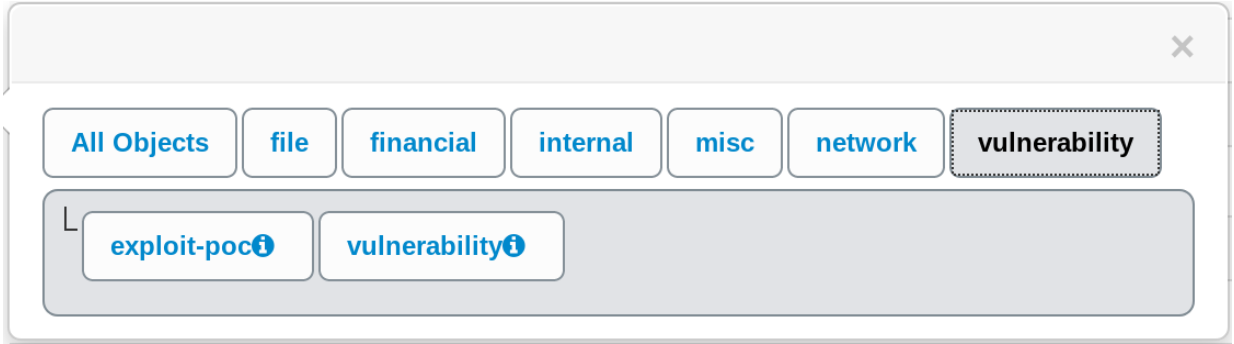 ×
All Objects file financial internal misc network vulnerability
exploit-poc vulnerability